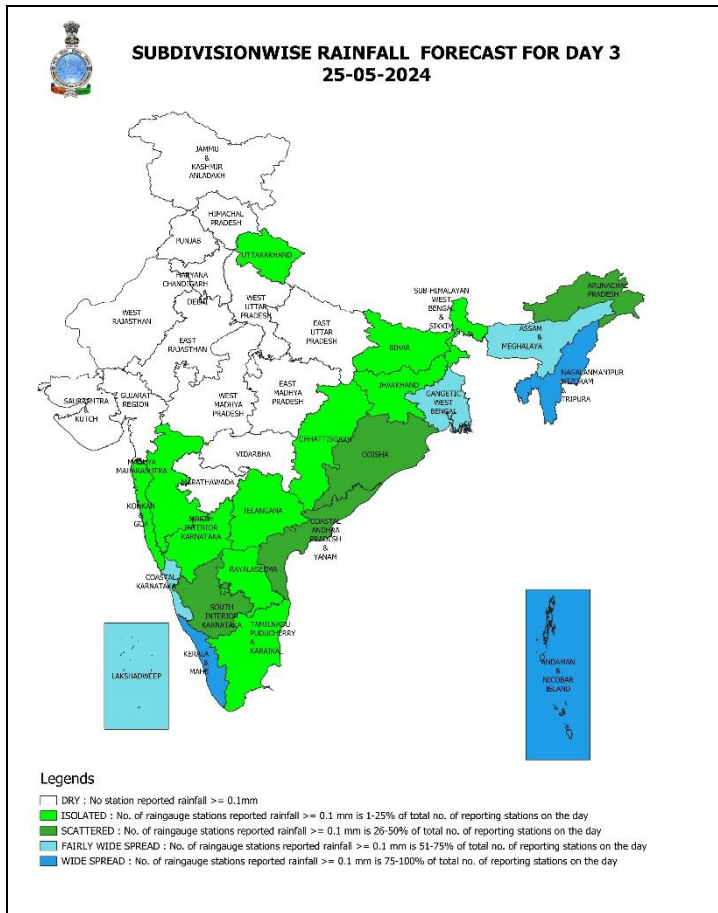 SUBDIVISIONWISE RAINFALL FORECAST FOR DAY 3
25-05-2024
JAMMU
&
KASHMIR
ANLADAKH
HIMACHAL
PRADESH
PUNJAB
UTTARAKHAND
HARYANA
CHANDIGARH
&
DELHI
WEST
RAJASTHAN
WEST
UTTAR
PRADESH
EAST
UTTAR
PRADESH
EAST
RAJASTHAN
SUB-HIMALAYAN
WEST
BENGAL
&
SIKKIM
ARUNACHAL
PRADESH
ASSAM
&
MEGHALAYA
BIHAR
NAGALANMANIPUR
MIZORAM
&
TRIPURA
JHARKHAND
GANGETIC
WEST
BENGAL
SAURASHTRA
&
KUTCH
GUJARAT
REGION
WEST
MADHYA
PRADESH
EAST
MADHYA
PRADESH
CHHATTISGARH
ODISHA
VIDARBHA
MADHYA
MAHARASHTRA
MARATHAWADA
KONKAN
&
GOA
TELANGANA
NORTH
INTERIOR
KARNATAKA
COASTAL
ANDHRA
PRADESH
&
YANAM
RAYALASEEMA
COASTAL
KARNATAKA
SOUTH
INTERIOR
KARNATAKA
TAMILNADU
PUDUCHERRY
&
KARAIKAL
KERALA
&
MAHE
LAKSHADWEEP
ANDAMAN
&
NICOBAR
ISLAND
Legends
DRY : No station reported rainfall >= 0.1mm
ISOLATED : No. of raingauge stations reported rainfall >= 0.1 mm is 1-25% of total no. of reporting stations on the day
SCATTERED : No. of raingauge stations reported rainfall >= 0.1 mm is 26-50% of total no. of reporting stations on the day
FAIRLY WIDE SPREAD : No. of raingauge stations reported rainfall >= 0.1 mm is 51-75% of total no. of reporting stations on the day
WIDE SPREAD : No. of raingauge stations reported rainfall >= 0.1 mm is 75-100% of total no. of reporting stations on the day